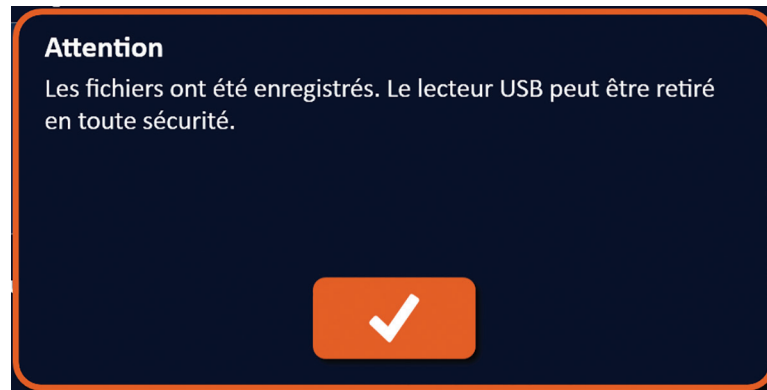 Attention
Les fichiers ont été enregistrés. Le lecteur USB peut être retiré
en toute sécurité.